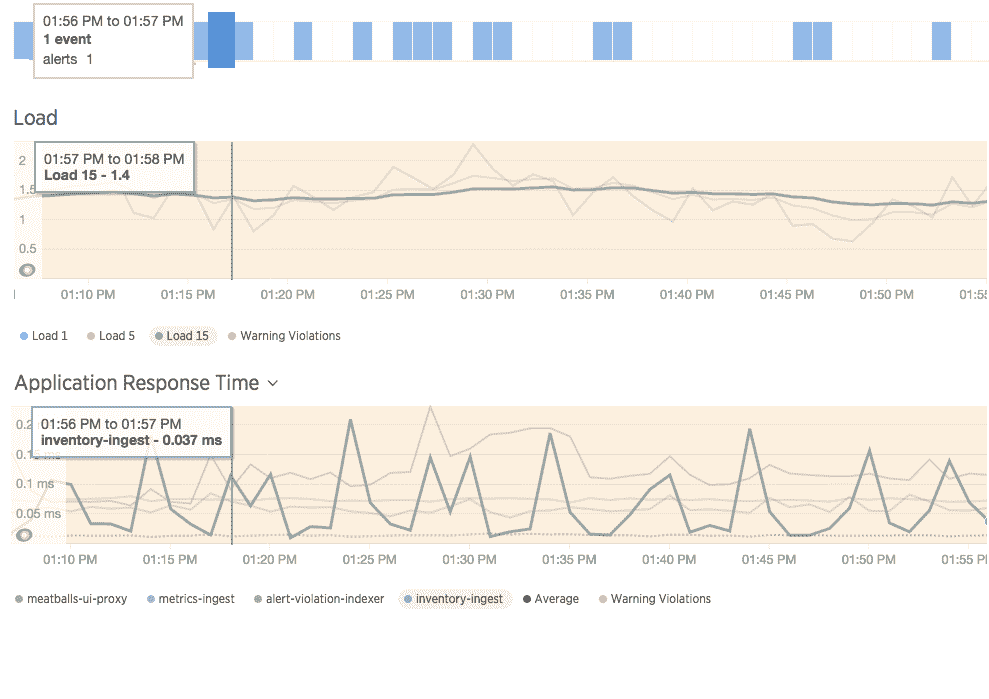 01:56 PM to 01:57 PM
1 event
alerts 1
Load
01:57 PM to 01:58 PM
Load 15 - 1.4
2
1.5
1
0.5
01:10 PM 01:15 PM 01:20 PM 01:25 PM 01:30 PM 01:35 PM 01:40 PM 01:45 PM 01:50 PM 01:55
Load 1 Load 5 Load 15 Warning Violations
Application Response Time
01:56 PM to 01:57 PM
inventory-ingest - 0.037 ms
0.2
0.1 ms
0.05 ms
01:10 PM 01:15 PM 01:20 PM 01:25 PM 01:30 PM 01:35 PM 01:40 PM 01:45 PM 01:50 PM 01:55 P
meatballs-ui-proxy metrics-ingest alert-violation-indexer inventory-ingest Average Warning Violations